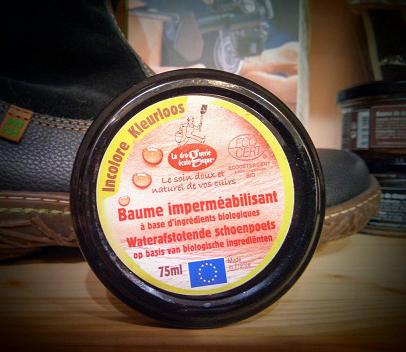 Incolore Kleurloos
La droguerie
écologique
ECO
CERT
Le soin doux et
naturel de vos cuirs
Baume imperméabilisant
à base d'ingrédients biologiques
Waterafstotende schoenpoets
op basis van biologische ingrediënten
75ml
Made
in France